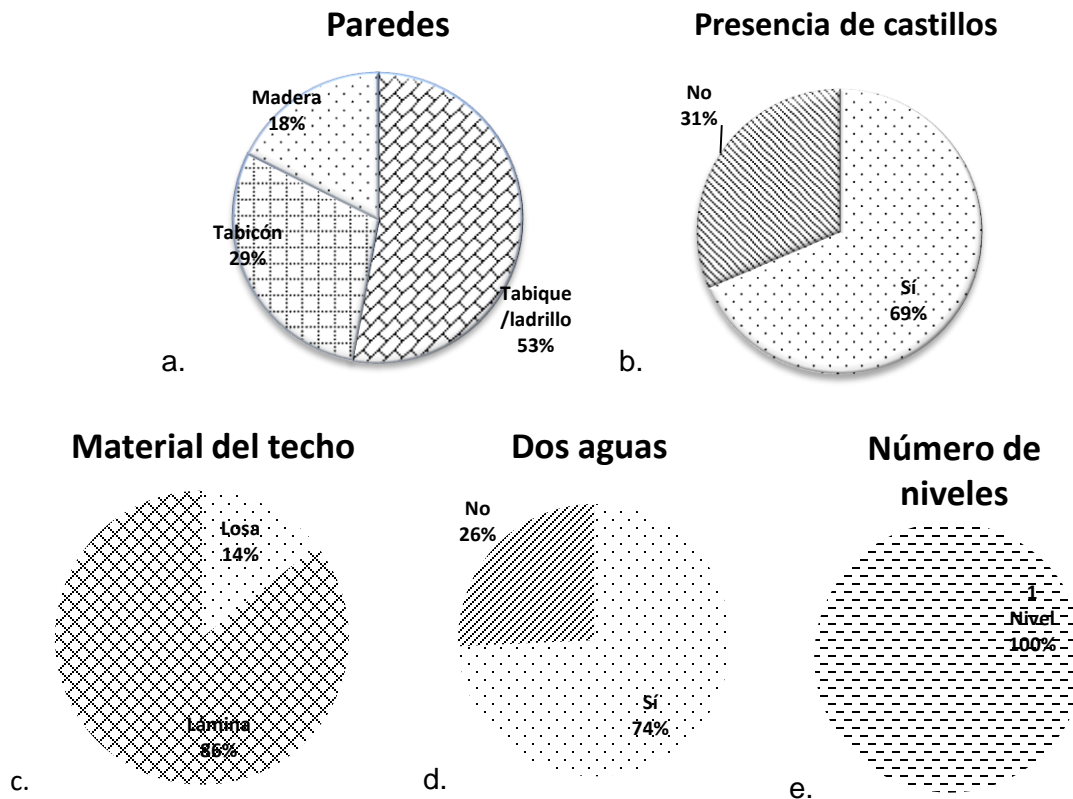 Paredes
Madera
18%
Tabicón
29%
Tabique
/ladrillo
53%
a.
Presencia de castillos
No
31%
Sí
69%
b.
Material del techo
Losa
14%
Lámina
86%
c.
Dos aguas
No
26%
Sí
74%
d.
Número de
niveles
1
Nivel
100%
e.